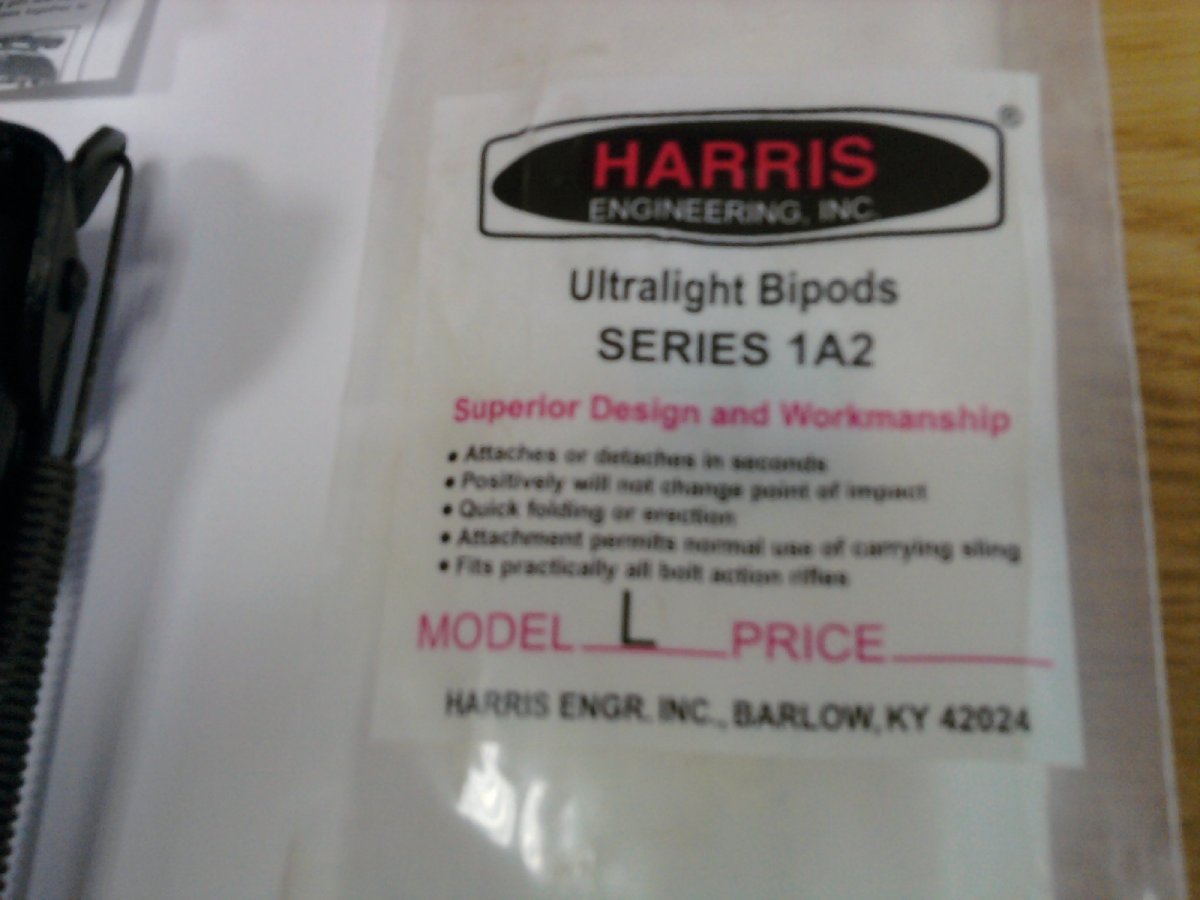 together to
HARRIS
ENGINEERING, INC.
®
Ultralight Bipods
SERIES 1A2
Superior Design and Workmanship
• Attaches or detaches in seconds
• Positively will not change point of impact
• Quick folding or erection
• Attachment permits normal use of carrying sling
• Fits practically all bolt action rifles
MODEL L PRICE
HARRIS ENGR. INC., BARLOW, KY 42024